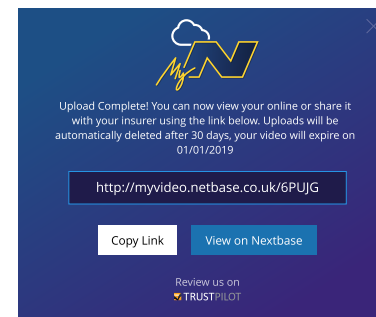 My N
Upload Complete! You can now view your online or share it
with your insurer using the link below. Uploads will be
automatically deleted after 30 days, your video will expire on
01/01/2019
http://myvideo.netbase.co.uk/6PUJG
Copy Link
View on Nextbase
Review us on
TRUSTPILOT